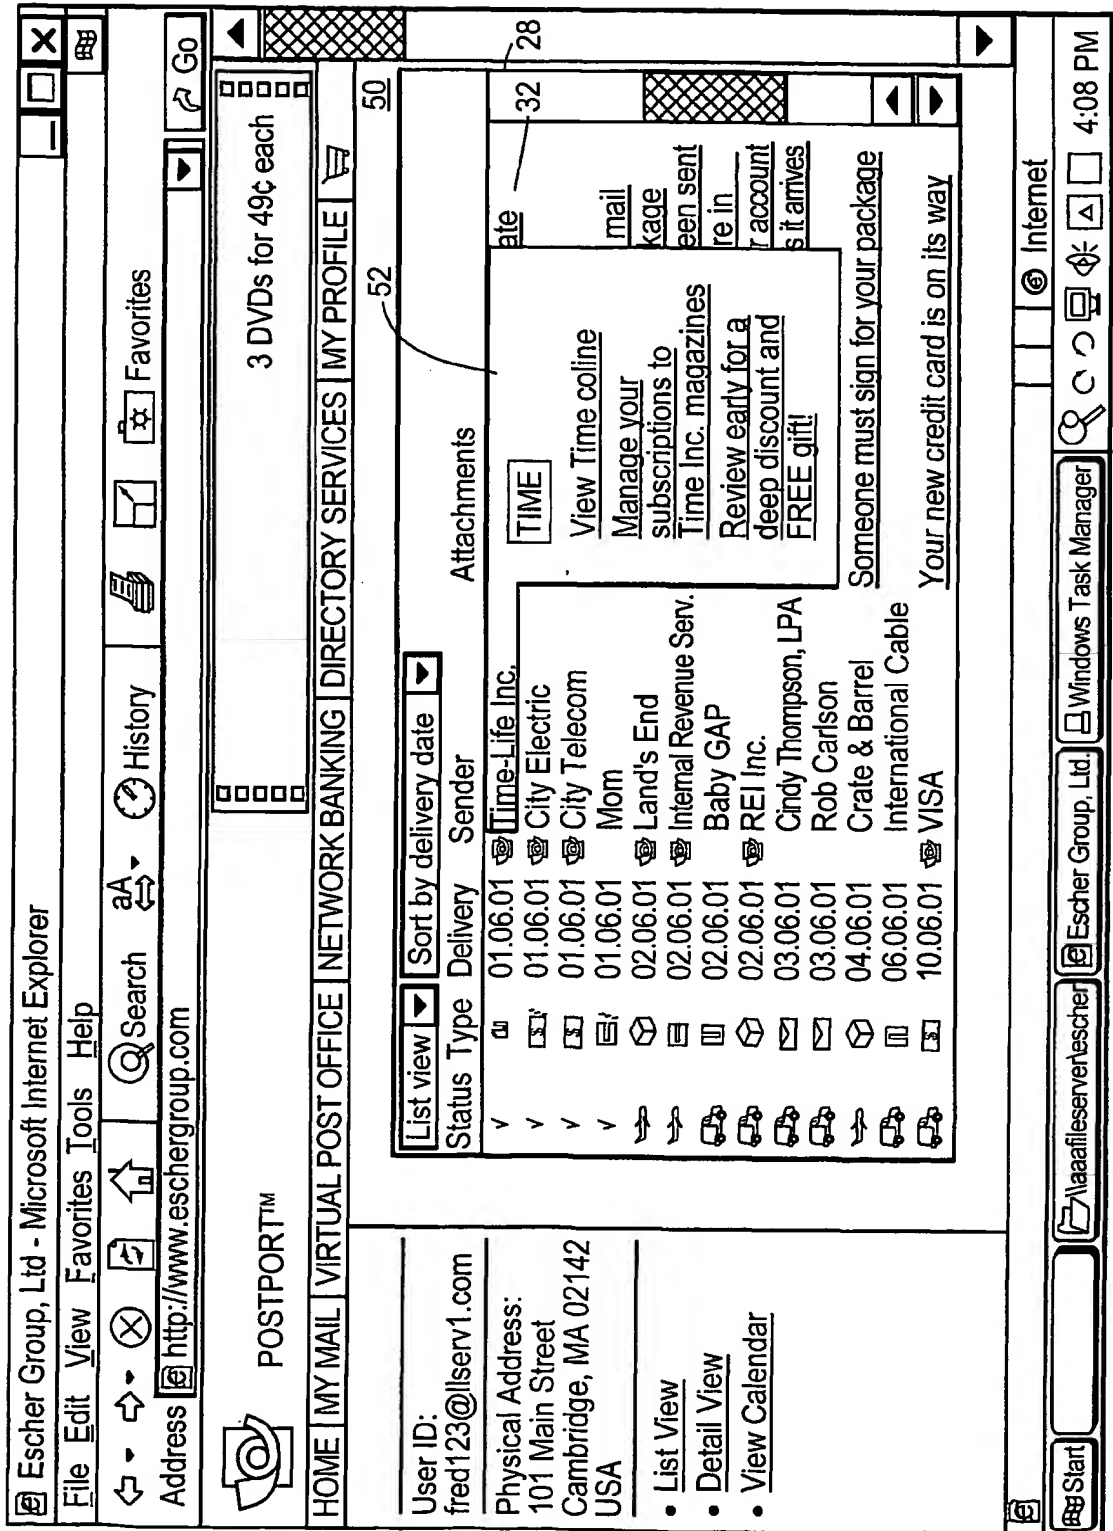 Escher Group, Ltd - Microsoft Internet Explorer
File Edit View Favorites Tools Help
Search aA History Favorites
Address http://www.eschergroup.com Go
POSTPORT™
3 DVDs for 49¢ each
HOME MY MAIL VIRTUAL POST OFFICE NETWORK BANKING DIRECTORY SERVICES MY PROFILE
User ID:
fred123@llserv1.com
Physical Address:
101 Main Street
Cambridge, MA 02142
USA
• List View
• Detail View
• View Calendar
50
52
28
32
List view Sort by delivery date
Status Type Delivery Sender Attachments
01.06.01 Time-Life Inc. ate
01.06.01 City Electric
01.06.01 City Telecom
01.06.01 Mom mail
02.06.01 Land's End kage
02.06.01 Internal Revenue Serv. een sent
02.06.01 Baby GAP re in
02.06.01 REI Inc. r account
03.06.01 Cindy Thompson, LPA s it arrives
03.06.01 Rob Carlson
04.06.01 Crate & Barrel Someone must sign for your package
06.06.01 International Cable
10.06.01 VISA Your new credit card is on its way
TIME
View Time coline
Manage your
subscriptions to
Time Inc. magazines
Review early for a
deep discount and
FREE gift!
Internet
Start \\aaafileserver\escher Escher Group, Ltd. Windows Task Manager 4:08 PM